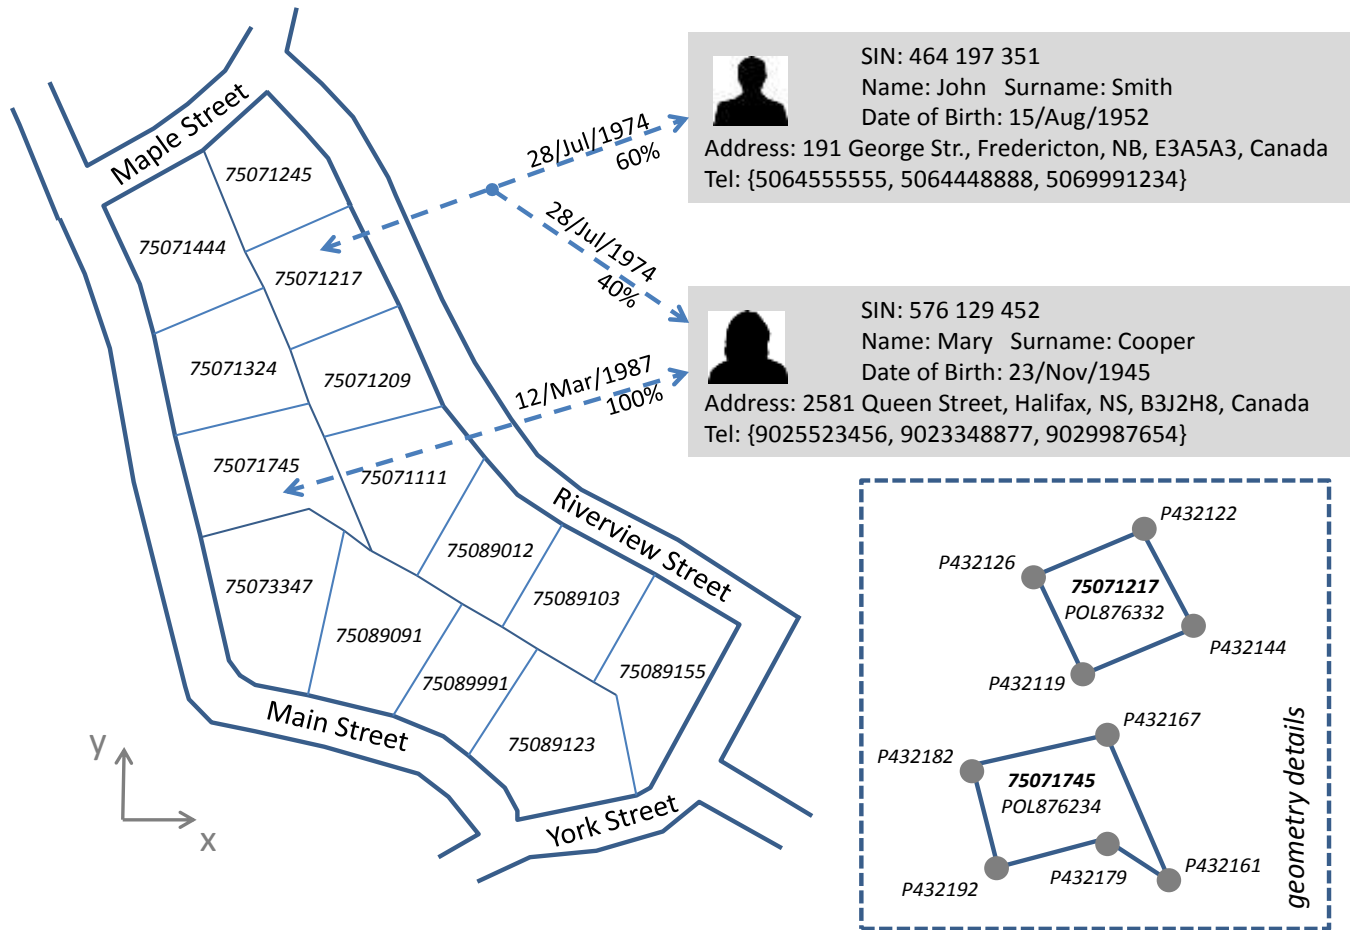 Maple Street
75071245
75071444
75071217
75071324
75071209
75071745
75071111
75073347
75089012
75089103
75089091
75089991
75089155
75089123
Riverview Street
Main Street
York Street
y
x
28/Jul/1974
60%
28/Jul/1974
40%
12/Mar/1987
100%
SIN: 464 197 351
Name: John Surname: Smith
Date of Birth: 15/Aug/1952
Address: 191 George Str., Fredericton, NB, E3A5A3, Canada
Tel: {5064555555, 5064448888, 5069991234}
SIN: 576 129 452
Name: Mary Surname: Cooper
Date of Birth: 23/Nov/1945
Address: 2581 Queen Street, Halifax, NS, B3J2H8, Canada
Tel: {9025523456, 9023348877, 9029987654}
P432122
P432126
75071217
POL876332
P432144
P432119
P432167
P432182
75071745
POL876234
P432179
P432161
P432192
geometry details